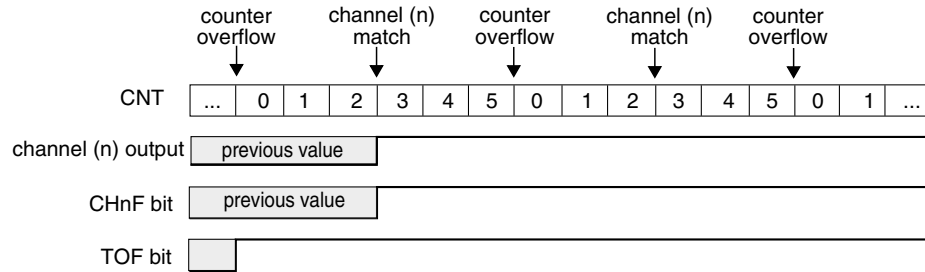 counter overflow
channel (n) match
counter overflow
channel (n) match
counter overflow
CNT ... 0 1 2 3 4 5 0 1 2 3 4 5 0 1 ...
channel (n) output previous value
CHnF bit previous value
TOF bit